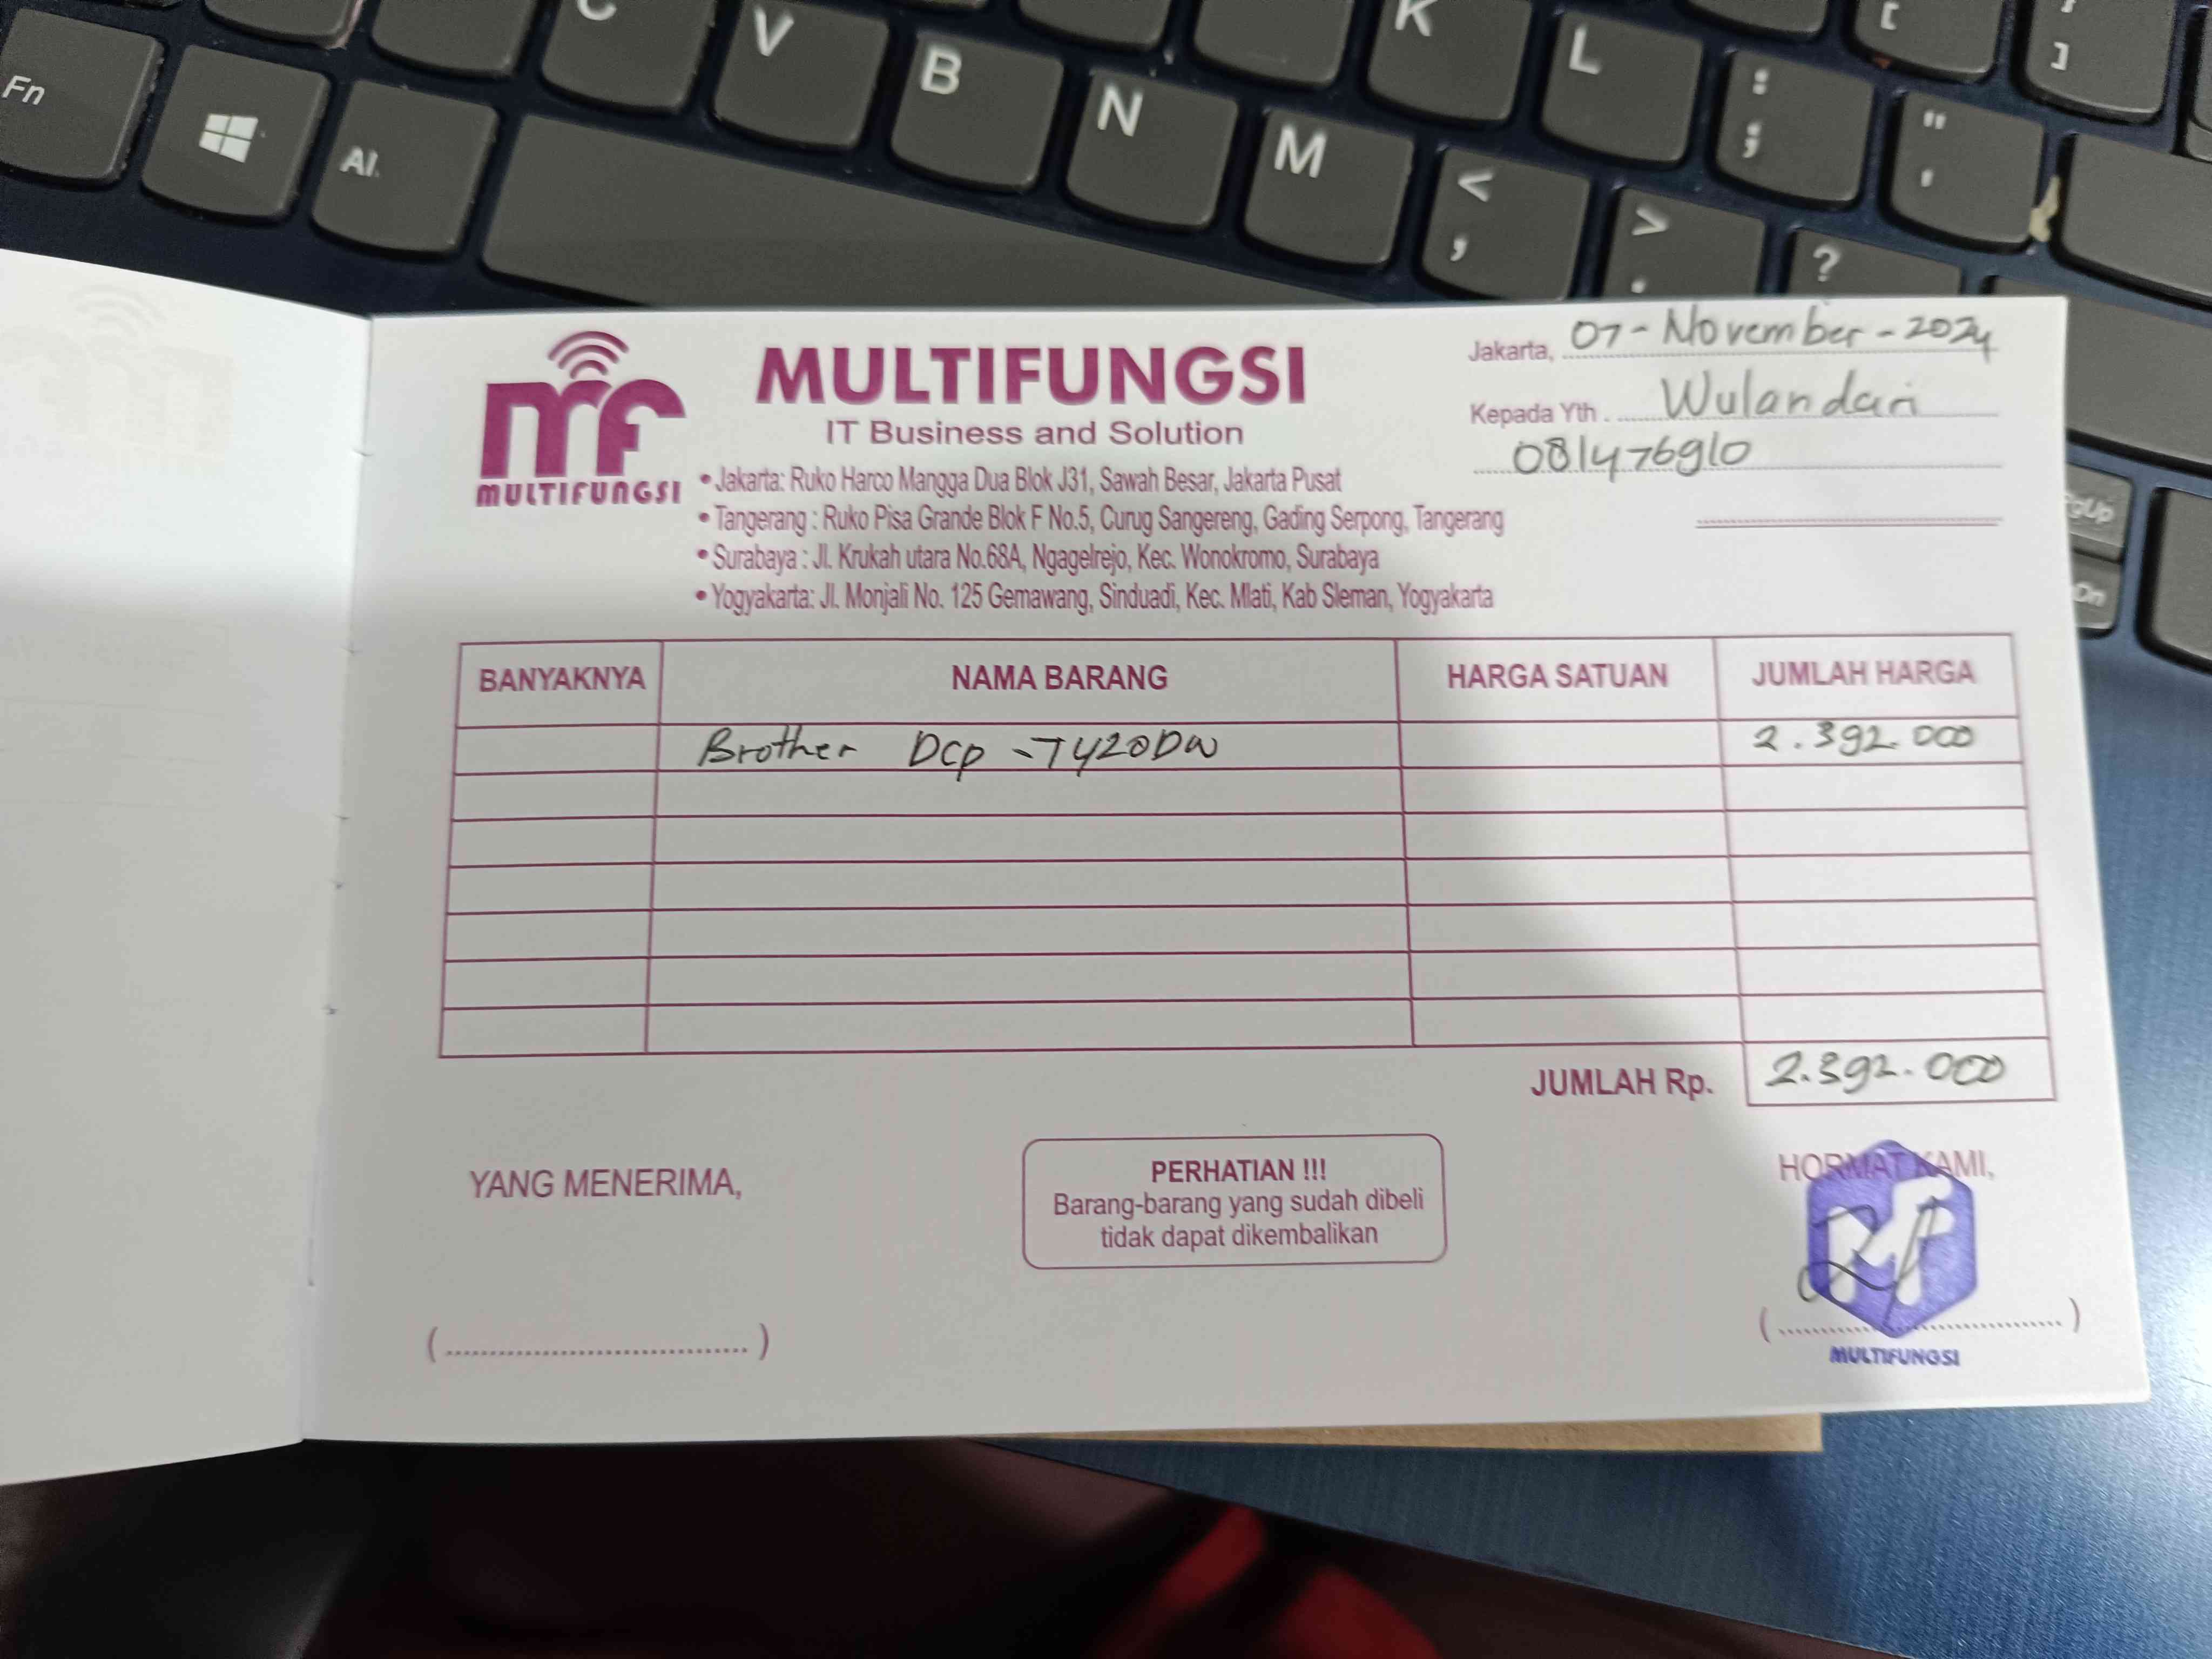 C V B N M K L : ; " ' [ ] } < , > . ?
Fn Al
PgUp
Dn
MULTIFUNGSI
MULTIFUNGSI
IT Business and Solution
• Jakarta: Ruko Harco Mangga Dua Blok J31, Sawah Besar, Jakarta Pusat
• Tangerang : Ruko Pisa Grande Blok F No.5, Curug Sangereng, Gading Serpong, Tangerang
• Surabaya : Jl. Krukah utara No.68A, Ngagelrejo, Kec. Wonokromo, Surabaya
• Yogyakarta: Jl. Monjali No. 125 Gemawang, Sinduadi, Kec. Mlati, Kab Sleman, Yogyakarta
Jakarta, 07-November-2024
Kepada Yth . Wulandari
081476910
BANYAKNYA NAMA BARANG HARGA SATUAN JUMLAH HARGA
Brother DCP -T420DW 2.392.000
JUMLAH Rp. 2.392.000
YANG MENERIMA,
PERHATIAN !!!
Barang-barang yang sudah dibeli
tidak dapat dikembalikan
HORMAT KAMI,
MULTIFUNGSI